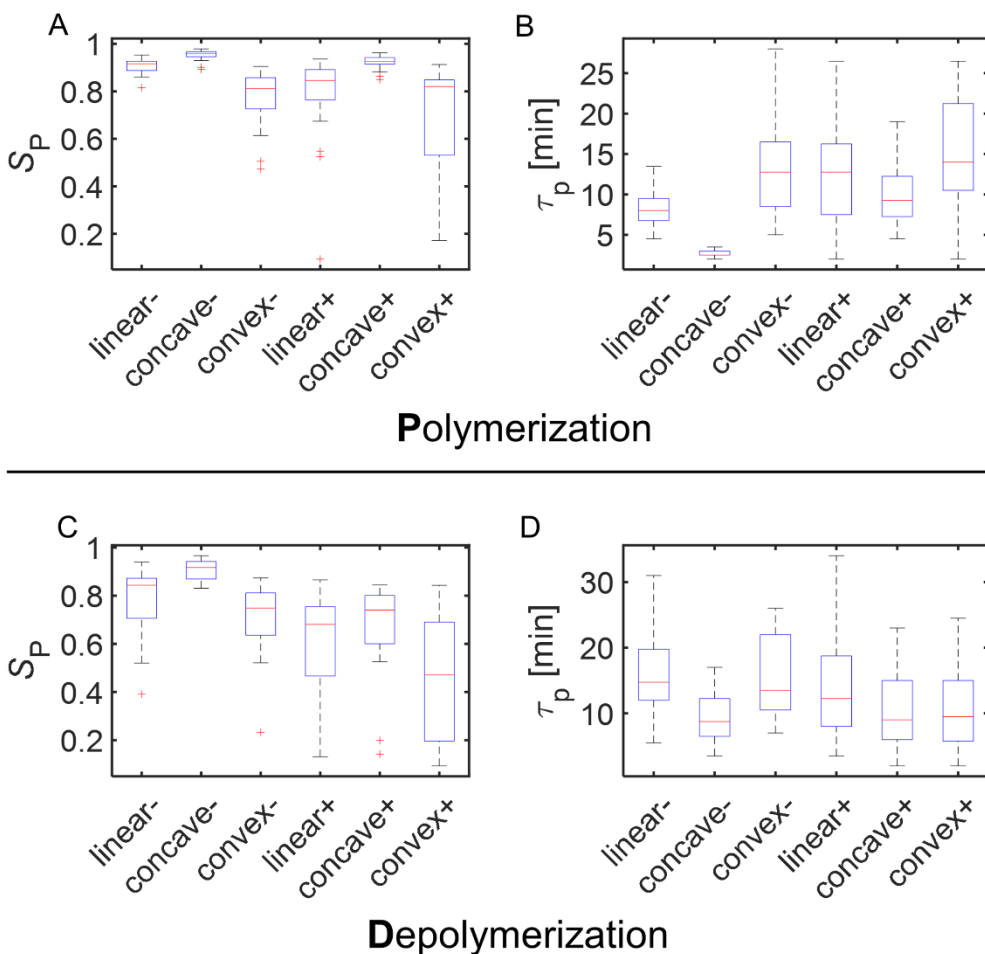 A
B
1
0.8
0.6
0.4
0.2
S_P
25
20
15
10
5
τ_p [min]
linear-
concave-
convex-
linear+
concave+
convex+
linear-
concave-
convex-
linear+
concave+
convex+
Polymerization
C
D
1
0.8
0.6
0.4
0.2
S_P
30
20
10
τ_p [min]
linear-
concave-
convex-
linear+
concave+
convex+
linear-
concave-
convex-
linear+
concave+
convex+
Depolymerization